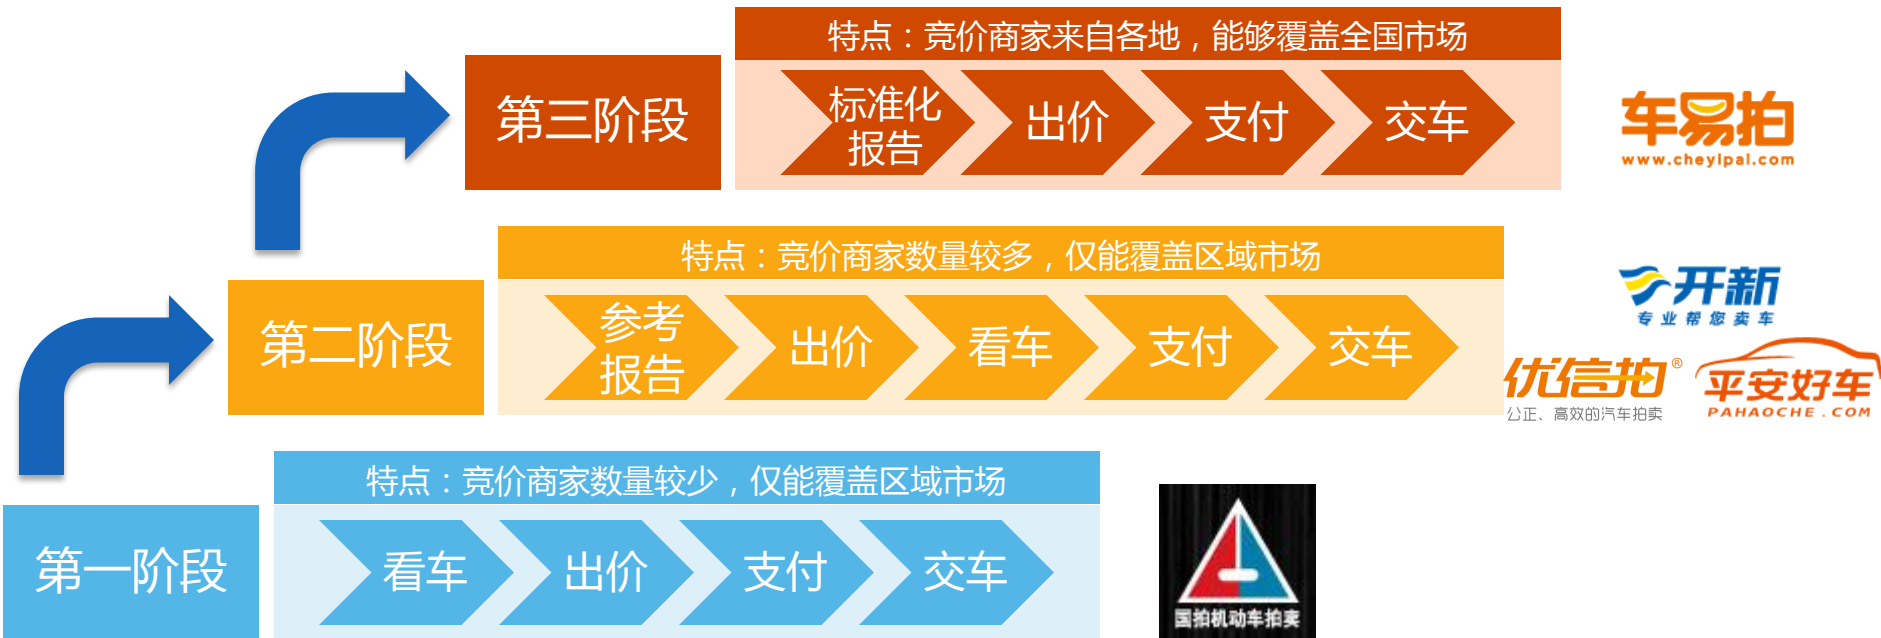 特点：竞价商家来自各地，能够覆盖全国市场
第三阶段
标准化
报告
出价
支付
交车
车易拍
www.cheyipai.com
特点：竞价商家数量较多，仅能覆盖区域市场
第二阶段
参考
报告
出价
看车
支付
交车
开新
专业帮您卖车
优信拍®
公正、高效的汽车拍卖
平安好车
PAHAOCHE.COM
特点：竞价商家数量较少，仅能覆盖区域市场
第一阶段
看车
出价
支付
交车
国拍机动车拍卖